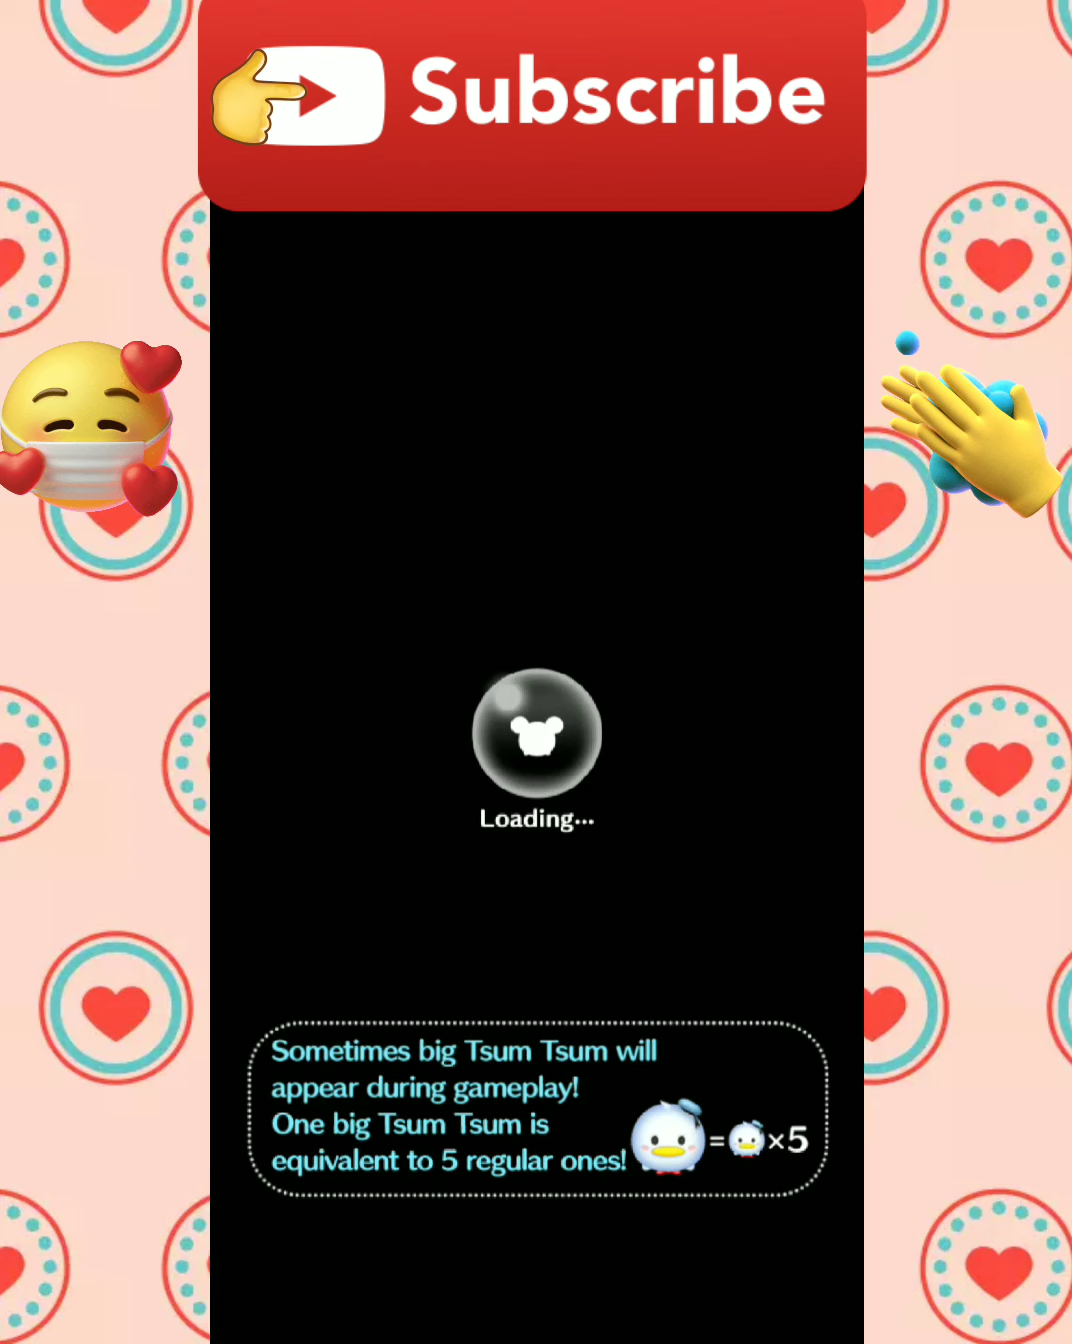 Subscribe
Loading...
Sometimes big Tsum Tsum will
appear during gameplay!
One big Tsum Tsum is
equivalent to 5 regular ones!
=×5